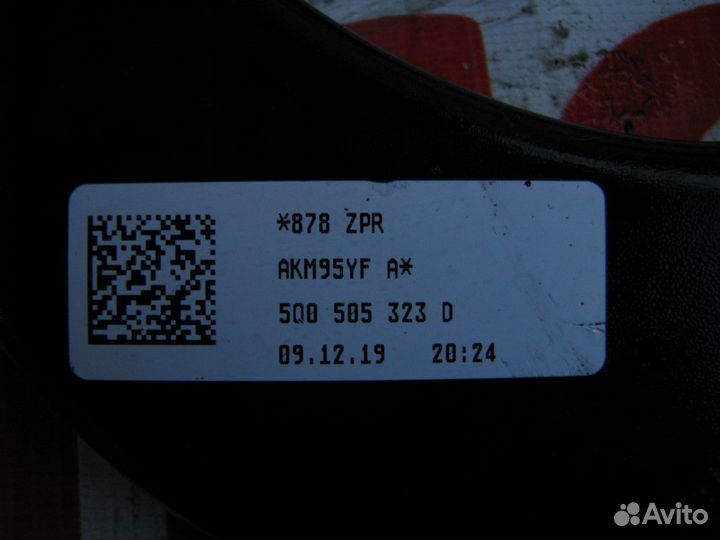 *878 ZPR
AKM95YF A*
5Q0 505 323 D
09.12.19 20:24
Avito